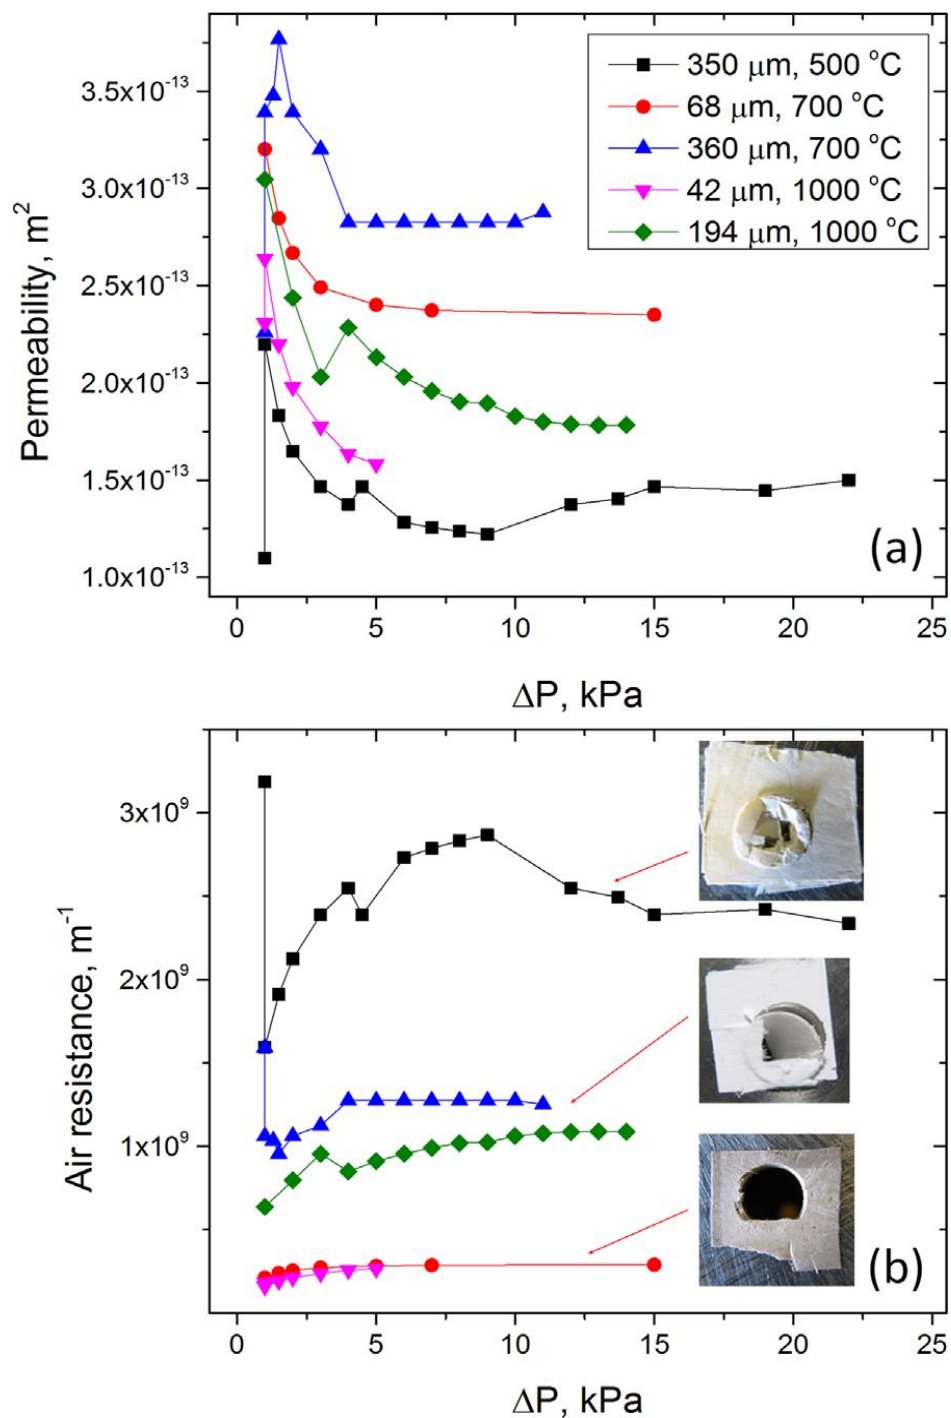 350 μm, 500 °C
68 μm, 700 °C
360 μm, 700 °C
42 μm, 1000 °C
194 μm, 1000 °C
Permeability, m²
3.5x10⁻¹³
3.0x10⁻¹³
2.5x10⁻¹³
2.0x10⁻¹³
1.5x10⁻¹³
1.0x10⁻¹³
(a)
0 5 10 15 20 25
ΔP, kPa
Air resistance, m⁻¹
3x10⁹
2x10⁹
1x10⁹
(b)
0 5 10 15 20 25
ΔP, kPa